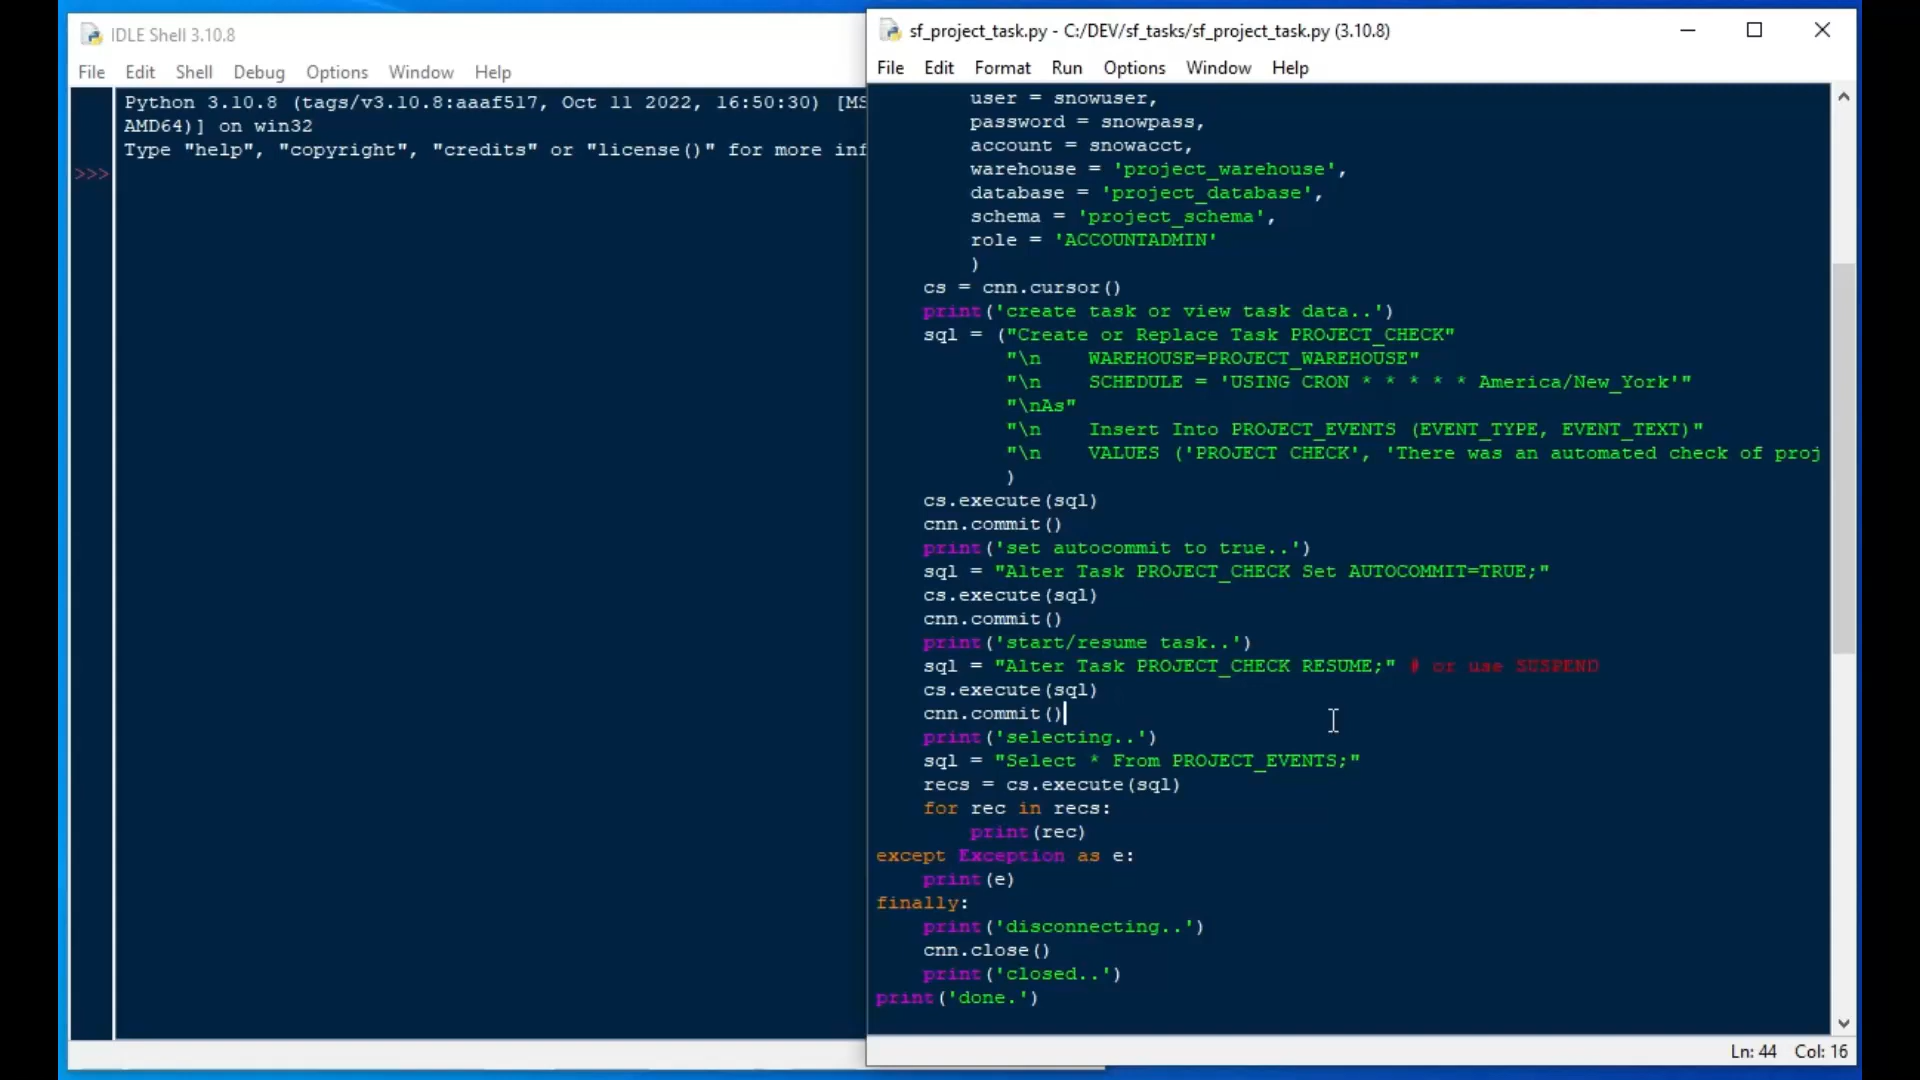 IDLE Shell 3.10.8
File Edit Shell Debug Options Window Help
Python 3.10.8 (tags/v3.10.8:aaaf517, Oct 11 2022, 16:50:30) [MS
AMD64)] on win32
Type "help", "copyright", "credits" or "license()" for more inf
>>>
sf_project_task.py - C:/DEV/sf_tasks/sf_project_task.py (3.10.8)
File Edit Format Run Options Window Help
        user = snowuser,
        password = snowpass,
        account = snowacct,
        warehouse = 'project_warehouse',
        database = 'project_database',
        schema = 'project_schema',
        role = 'ACCOUNTADMIN'
        )
    cs = cnn.cursor()
    print('create task or view task data..')
    sql = ("Create or Replace Task PROJECT_CHECK"
           "\n    WAREHOUSE=PROJECT_WAREHOUSE"
           "\n    SCHEDULE = 'USING CRON * * * * * America/New_York'"
           "\nAs"
           "\n    Insert Into PROJECT_EVENTS (EVENT_TYPE, EVENT_TEXT)"
           "\n    VALUES ('PROJECT CHECK', 'There was an automated check of proj
           )
    cs.execute(sql)
    cnn.commit()
    print('set autocommit to true..')
    sql = "Alter Task PROJECT_CHECK Set AUTOCOMMIT=TRUE;"
    cs.execute(sql)
    cnn.commit()
    print('start/resume task..')
    sql = "Alter Task PROJECT_CHECK RESUME;" # or use SUSPEND
    cs.execute(sql)
    cnn.commit()
    print('selecting..')
    sql = "Select * From PROJECT_EVENTS;"
    recs = cs.execute(sql)
    for rec in recs:
        print(rec)
except Exception as e:
    print(e)
finally:
    print('disconnecting..')
    cnn.close()
    print('closed..')
print('done.')
Ln: 44 Col: 16